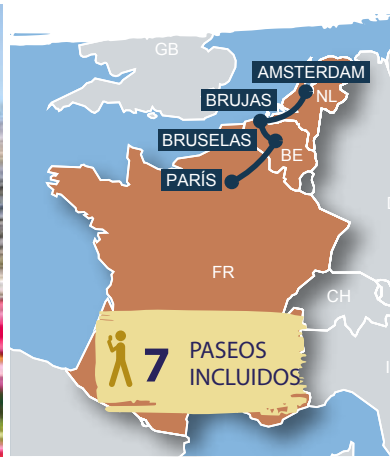 GB
AMSTERDAM
NL
BRUJAS
BRUSELAS
BE
PARÍS
FR
CH
7 PASEOS
INCLUIDOS